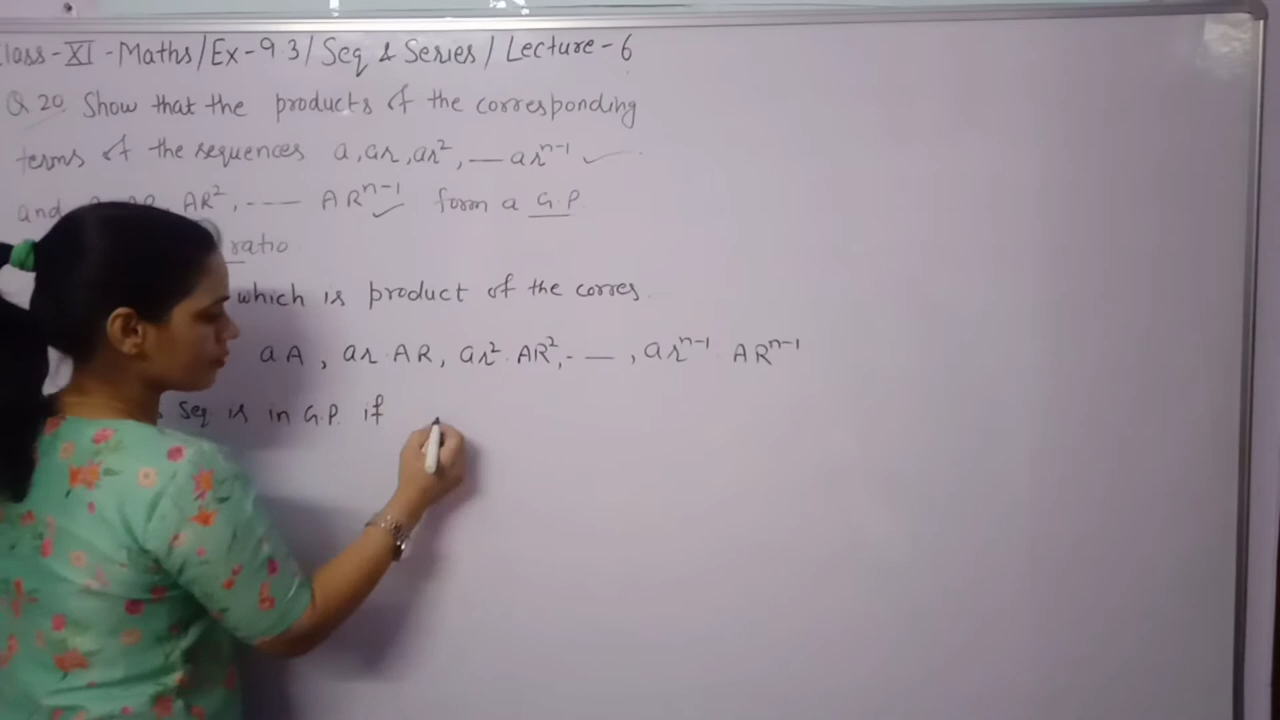 lass-XI-Maths/Ex-9.3/Seq & Series/Lecture-6
Q 20. Show that the products of the corresponding
terms of the sequences a, ar, ar², — ar^(n-1)
and AR², ---- AR^(n-1) form a G.P
ratio
which is product of the corres.
aA, ar·AR, ar²·AR², - —, ar^(n-1) · AR^(n-1)
Seq is in G.P. if